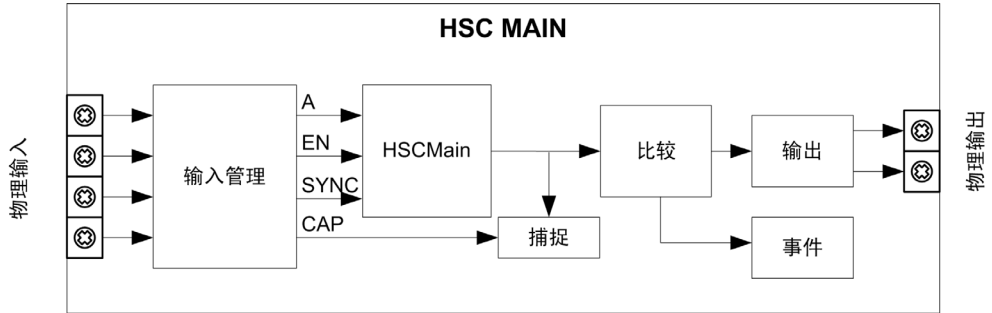 HSC MAIN
物理输入
输入管理
A
EN
SYNC
CAP
HSCMain
捕捉
比较
输出
事件
物理输出